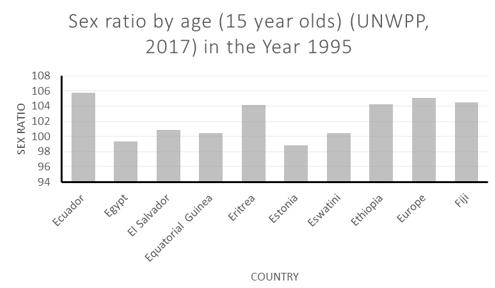 Sex ratio by age (15 year olds) (UNWPP,
2017) in the Year 1995
108
106
104
102
100
98
96
94
SEX RATIO
Ecuador
Egypt
El Salvador
Equatorial Guinea
Eritrea
Estonia
Eswatini
Ethiopia
Europe
Fiji
COUNTRY